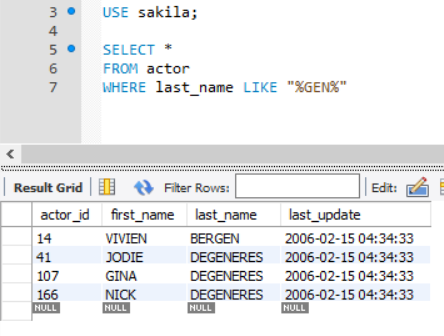 3 USE sakila;
4
5 SELECT *
6 FROM actor
7 WHERE last_name LIKE "%GEN%"
Result Grid Filter Rows: Edit:
actor_id first_name last_name last_update
14 VIVIEN BERGEN 2006-02-15 04:34:33
41 JODIE DEGENERES 2006-02-15 04:34:33
107 GINA DEGENERES 2006-02-15 04:34:33
166 NICK DEGENERES 2006-02-15 04:34:33
NULL NULL NULL NULL